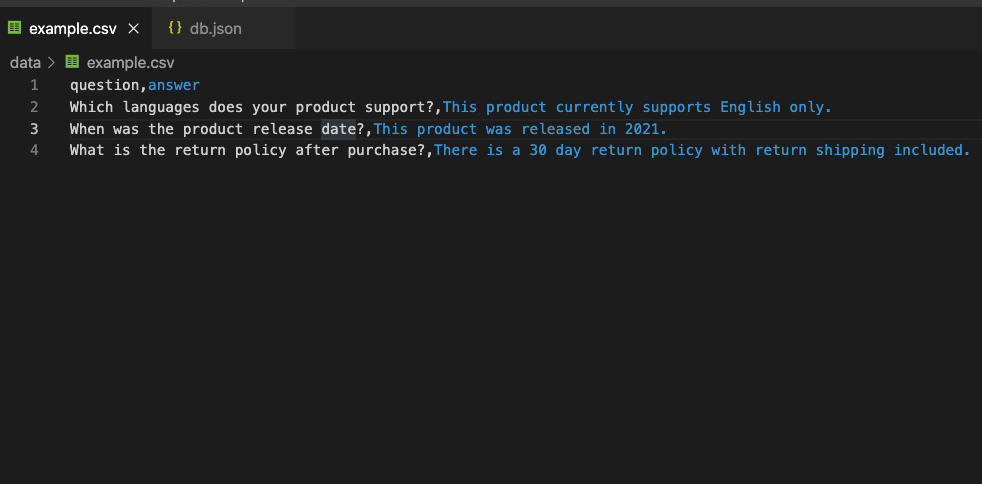 example.csv × {} db.json
data > example.csv
1 question,answer
2 Which languages does your product support?,This product currently supports English only.
3 When was the product release date?,This product was released in 2021.
4 What is the return policy after purchase?,There is a 30 day return policy with return shipping included.